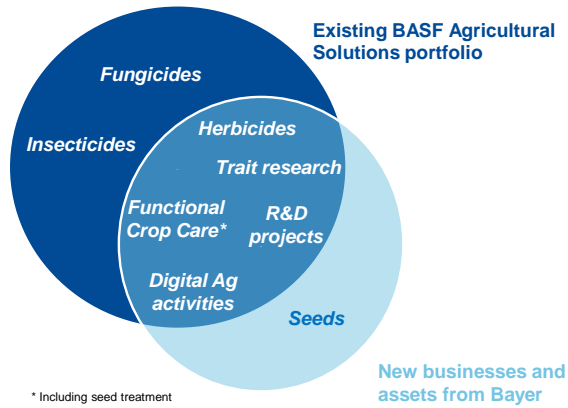 Existing BASF Agricultural
Solutions portfolio
Fungicides
Insecticides
Herbicides
Trait research
Functional
Crop Care*
R&D
projects
Digital Ag
activities
Seeds
New businesses and
assets from Bayer
* Including seed treatment